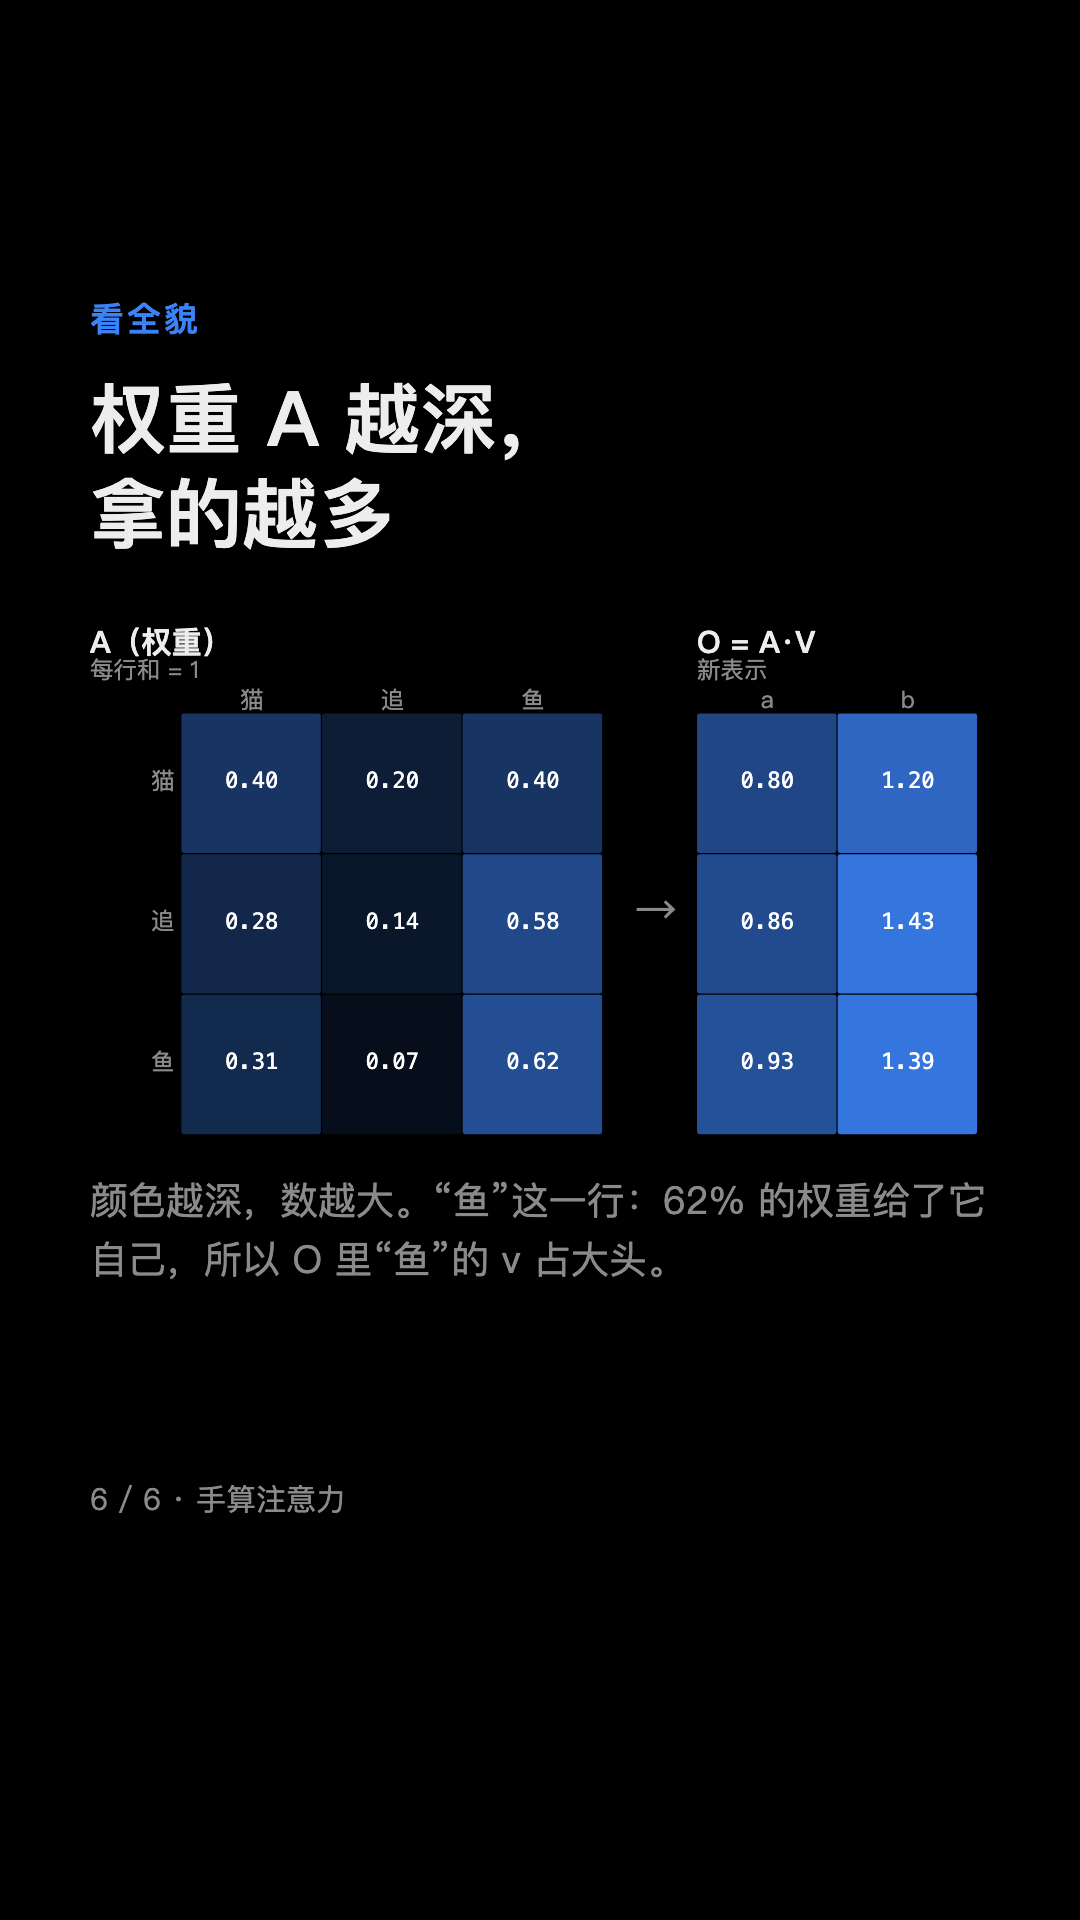 看全貌
权重 A 越深，
拿的越多
A（权重）
每行和 = 1
猫 追 鱼
猫 0.40 0.20 0.40
追 0.28 0.14 0.58
鱼 0.31 0.07 0.62
→
O = A·V
新表示
a b
0.80 1.20
0.86 1.43
0.93 1.39
颜色越深，数越大。“鱼”这一行：62% 的权重给了它
自己，所以 O 里“鱼”的 v 占大头。
6 / 6 · 手算注意力